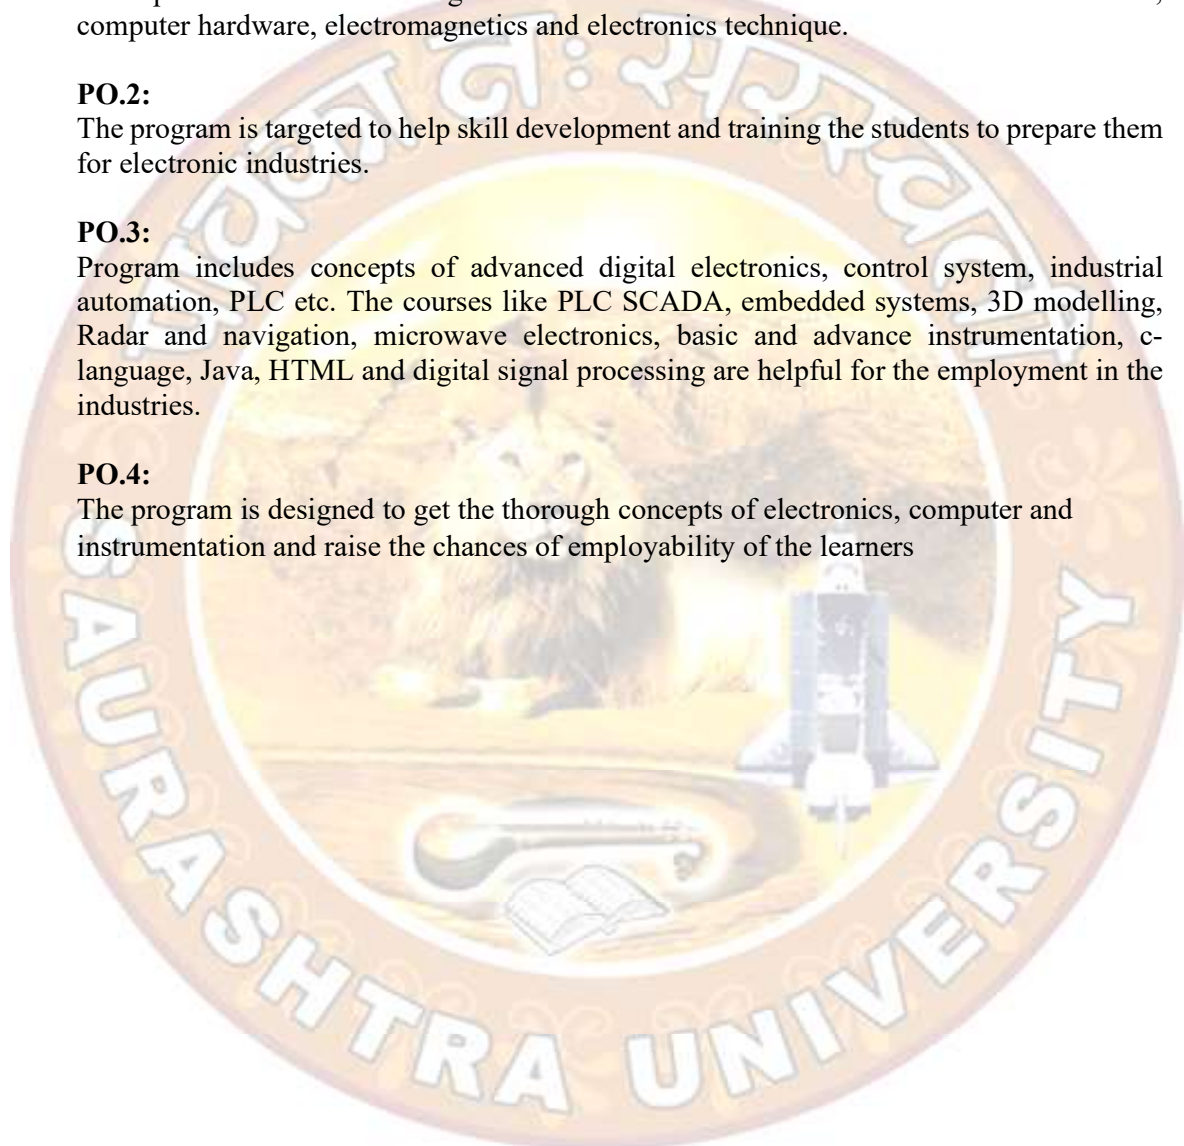 computer hardware, electromagnetics and electronics technique.
PO.2:
The program is targeted to help skill development and training the students to prepare them
for electronic industries.
PO.3:
Program includes concepts of advanced digital electronics, control system, industrial
automation, PLC etc. The courses like PLC SCADA, embedded systems, 3D modelling,
Radar and navigation, microwave electronics, basic and advance instrumentation, c-
language, Java, HTML and digital signal processing are helpful for the employment in the
industries.
PO.4:
The program is designed to get the thorough concepts of electronics, computer and
instrumentation and raise the chances of employability of the learners
पावका नः सरस्वती
SAURASHTRA UNIVERSITY